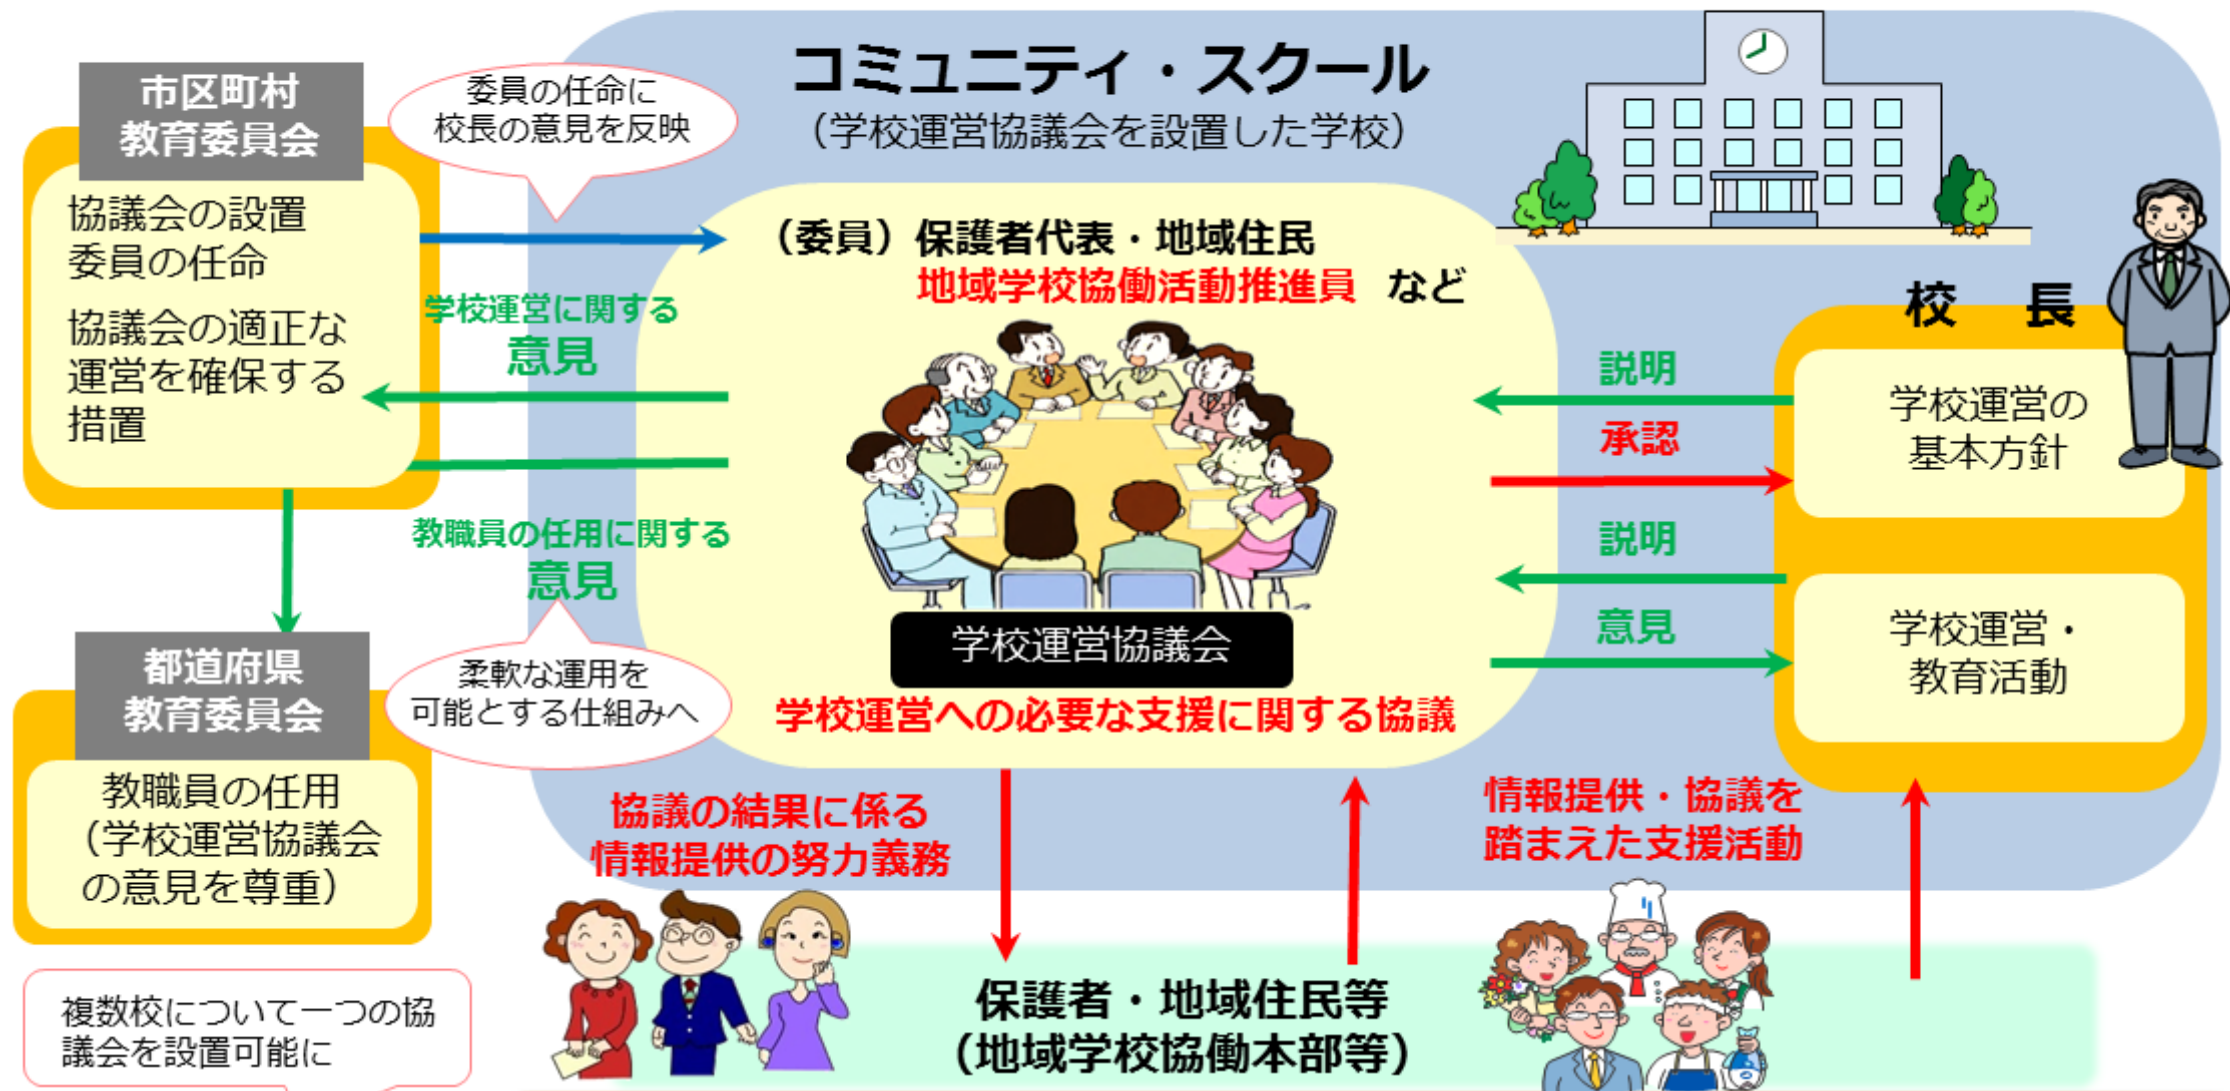 コミュニティ・スクール
（学校運営協議会を設置した学校）
市区町村
教育委員会
協議会の設置
委員の任命
協議会の適正な
運営を確保する
措置
委員の任命に
校長の意見を反映
（委員）保護者代表・地域住民
地域学校協働活動推進員 など
学校運営に関する
意見
教職員の任用に関する
意見
柔軟な運用を
可能とする仕組みへ
学校運営協議会
学校運営への必要な支援に関する協議
校 長
説明
承認
学校運営の
基本方針
説明
意見
学校運営・
教育活動
都道府県
教育委員会
教職員の任用
（学校運営協議会
の意見を尊重）
協議の結果に係る
情報提供の努力義務
情報提供・協議を
踏まえた支援活動
保護者・地域住民等
（地域学校協働本部等）
複数校について一つの協
議会を設置可能に